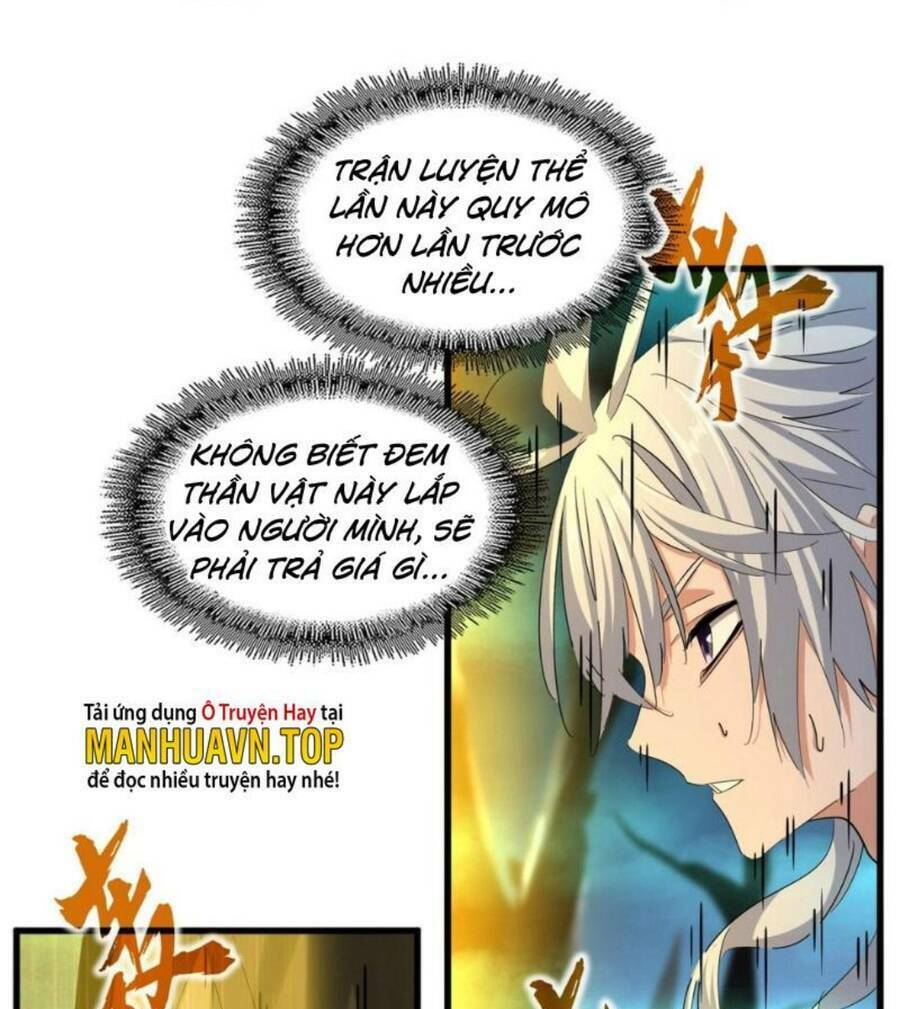 TRẬN LUYỆN THỂ
LẦN NÀY QUY MÔ
HƠN LẦN TRƯỚC
NHIỀU...
KHÔNG BIẾT ĐEM
THẦN VẬT NÀY LẮP
VÀO NGƯỜI MÌNH, SẼ
PHẢI TRẢ GIÁ GÌ...
Tải ứng dụng Ô Truyện Hay tại
MANHUAVN.TOP
để đọc nhiều truyện hay nhé!